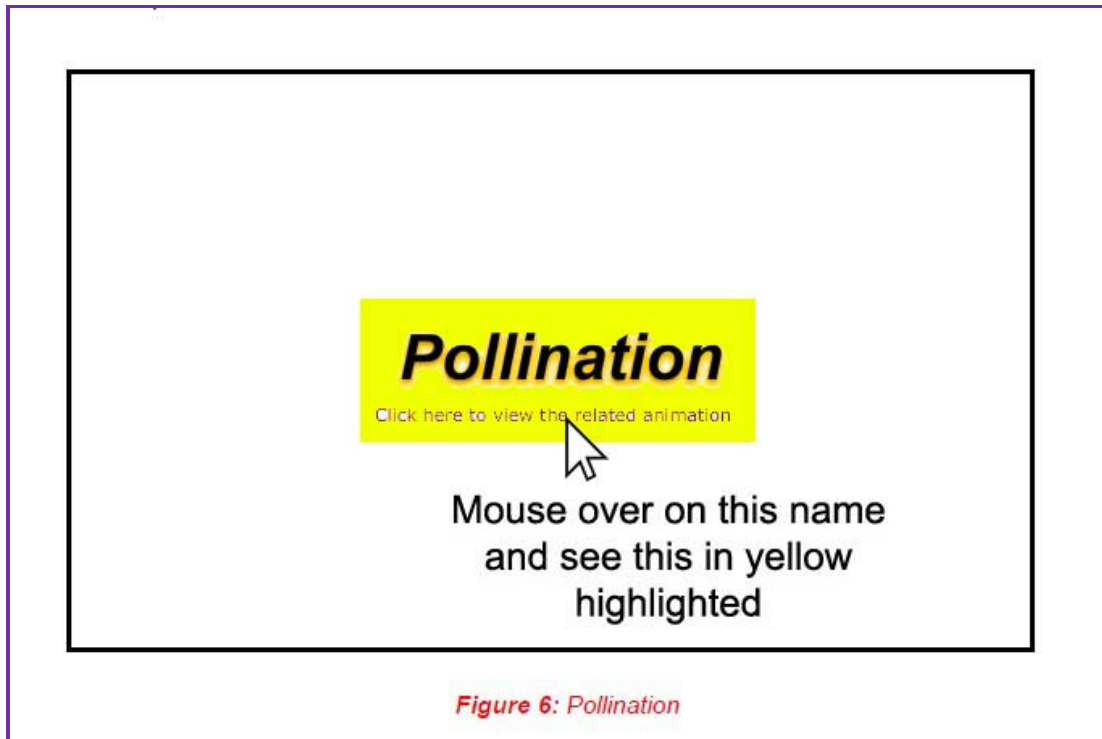 Pollination
Click here to view the related animation
Mouse over on this name
and see this in yellow
highlighted
Figure 6: Pollination